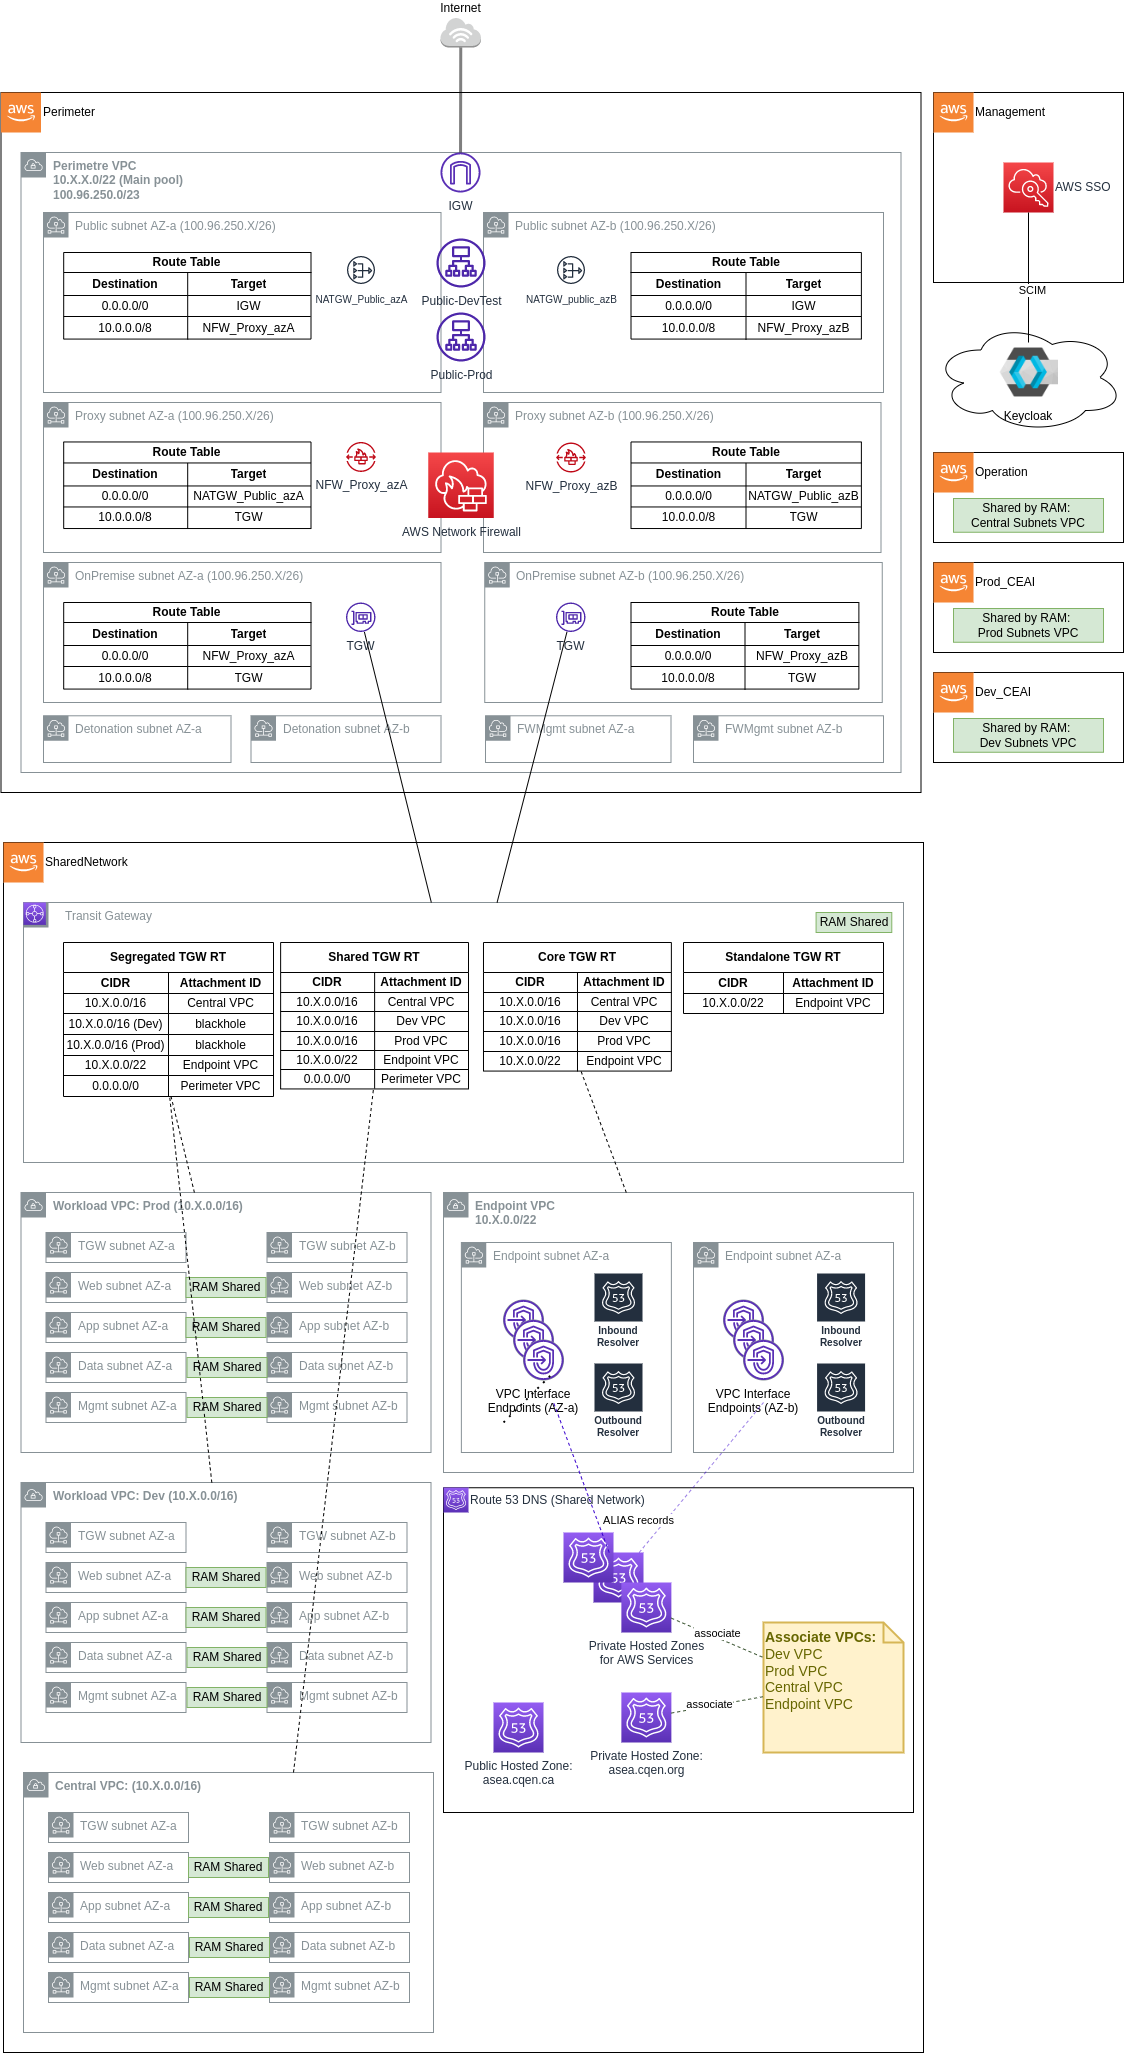 Internet
aws
Perimeter
Perimetre VPC
10.X.X.0/22 (Main pool)
100.96.250.0/23
IGW
Public subnet AZ-a (100.96.250.X/26)
Route Table
Destination Target
0.0.0.0/0 IGW
10.0.0.0/8 NFW_Proxy_azA
NATGW_Public_azA
Public-DevTest
Public-Prod
Public subnet AZ-b (100.96.250.X/26)
NATGW_public_azB
Route Table
Destination Target
0.0.0.0/0 IGW
10.0.0.0/8 NFW_Proxy_azB
Proxy subnet AZ-a (100.96.250.X/26)
Route Table
Destination Target
0.0.0.0/0 NATGW_Public_azA
10.0.0.0/8 TGW
NFW_Proxy_azA
AWS Network Firewall
Proxy subnet AZ-b (100.96.250.X/26)
NFW_Proxy_azB
Route Table
Destination Target
0.0.0.0/0 NATGW_Public_azB
10.0.0.0/8 TGW
OnPremise subnet AZ-a (100.96.250.X/26)
Route Table
Destination Target
0.0.0.0/0 NFW_Proxy_azA
10.0.0.0/8 TGW
TGW
OnPremise subnet AZ-b (100.96.250.X/26)
TGW
Route Table
Destination Target
0.0.0.0/0 NFW_Proxy_azB
10.0.0.0/8 TGW
Detonation subnet AZ-a
Detonation subnet AZ-b
FWMgmt subnet AZ-a
FWMgmt subnet AZ-b
aws
Management
AWS SSO
SCIM
Keycloak
aws
Operation
Shared by RAM:
Central Subnets VPC
aws
Prod_CEAI
Shared by RAM:
Prod Subnets VPC
aws
Dev_CEAI
Shared by RAM:
Dev Subnets VPC
aws
SharedNetwork
Transit Gateway
RAM Shared
Segregated TGW RT
CIDR Attachment ID
10.X.0.0/16 Central VPC
10.X.0.0/16 (Dev) blackhole
10.X.0.0/16 (Prod) blackhole
10.X.0.0/22 Endpoint VPC
0.0.0.0/0 Perimeter VPC
Shared TGW RT
CIDR Attachment ID
10.X.0.0/16 Central VPC
10.X.0.0/16 Dev VPC
10.X.0.0/16 Prod VPC
10.X.0.0/22 Endpoint VPC
0.0.0.0/0 Perimeter VPC
Core TGW RT
CIDR Attachment ID
10.X.0.0/16 Central VPC
10.X.0.0/16 Dev VPC
10.X.0.0/16 Prod VPC
10.X.0.0/22 Endpoint VPC
Standalone TGW RT
CIDR Attachment ID
10.X.0.0/22 Endpoint VPC
Workload VPC: Prod (10.X.0.0/16)
TGW subnet AZ-a TGW subnet AZ-b
Web subnet AZ-a RAM Shared Web subnet AZ-b
App subnet AZ-a RAM Shared App subnet AZ-b
Data subnet AZ-a RAM Shared Data subnet AZ-b
Mgmt subnet AZ-a RAM Shared Mgmt subnet AZ-b
Workload VPC: Dev (10.X.0.0/16)
TGW subnet AZ-a TGW subnet AZ-b
Web subnet AZ-a RAM Shared Web subnet AZ-b
App subnet AZ-a RAM Shared App subnet AZ-b
Data subnet AZ-a RAM Shared Data subnet AZ-b
Mgmt subnet AZ-a RAM Shared Mgmt subnet AZ-b
Central VPC: (10.X.0.0/16)
TGW subnet AZ-a TGW subnet AZ-b
Web subnet AZ-a RAM Shared Web subnet AZ-b
App subnet AZ-a RAM Shared App subnet AZ-b
Data subnet AZ-a RAM Shared Data subnet AZ-b
Mgmt subnet AZ-a RAM Shared Mgmt subnet AZ-b
Endpoint VPC
10.X.0.0/22
Endpoint subnet AZ-a
53
Inbound
Resolver
VPC Interface
Endpoints (AZ-a)
53
Outbound
Resolver
Endpoint subnet AZ-a
53
Inbound
Resolver
VPC Interface
Endpoints (AZ-b)
53
Outbound
Resolver
53
Route 53 DNS (Shared Network)
ALIAS records
53
53
53
Private Hosted Zones
for AWS Services
associate
associate
Associate VPCs:
Dev VPC
Prod VPC
Central VPC
Endpoint VPC
53
Public Hosted Zone:
asea.cqen.ca
53
Private Hosted Zone:
asea.cqen.org